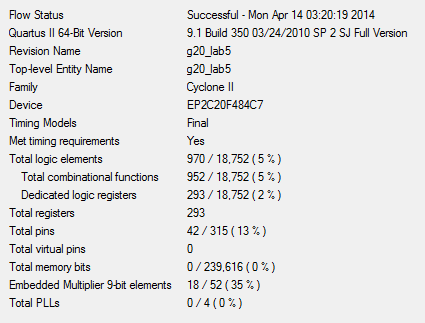 Flow Status Successful - Mon Apr 14 03:20:19 2014
Quartus II 64-Bit Version 9.1 Build 350 03/24/2010 SP 2 SJ Full Version
Revision Name g20_lab5
Top-level Entity Name g20_lab5
Family Cyclone II
Device EP2C20F484C7
Timing Models Final
Met timing requirements Yes
Total logic elements 970 / 18,752 ( 5 % )
Total combinational functions 952 / 18,752 ( 5 % )
Dedicated logic registers 293 / 18,752 ( 2 % )
Total registers 293
Total pins 42 / 315 ( 13 % )
Total virtual pins 0
Total memory bits 0 / 239,616 ( 0 % )
Embedded Multiplier 9-bit elements 18 / 52 ( 35 % )
Total PLLs 0 / 4 ( 0 % )